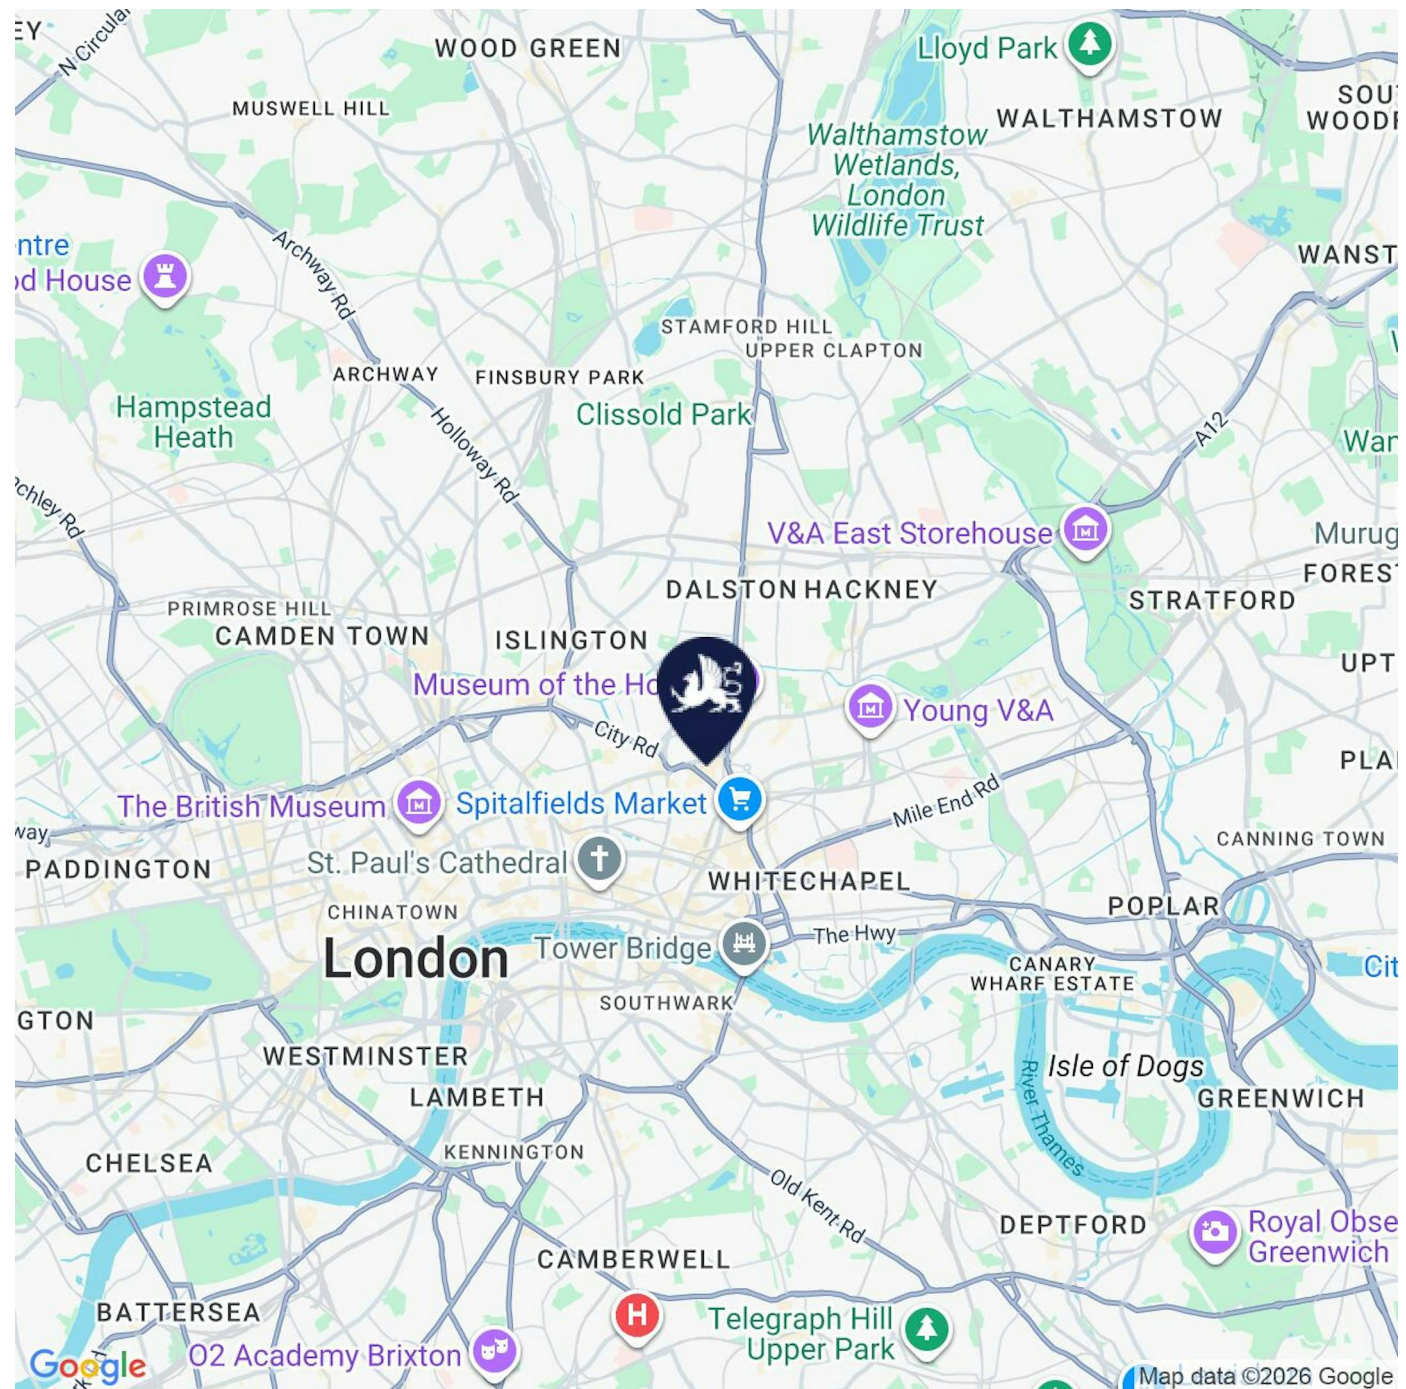 EY
N Circular
WOOD GREEN
Lloyd Park
MUSWELL HILL
WALTHAMSTOW
SOU
WOODF
Walthamstow
Wetlands,
London
Wildlife Trust
entre
od House
Archway Rd
WANST
STAMFORD HILL
UPPER CLAPTON
ARCHWAY
FINSBURY PARK
Hampstead
Heath
Clissold Park
Holloway Rd
A12
Wan
chley Rd
V&A East Storehouse
Murug
FOREST
DALSTON
HACKNEY
STRATFORD
PRIMROSE HILL
CAMDEN TOWN
ISLINGTON
UPT
Museum of the Ho
City Rd
Young V&A
PLAI
The British Museum
Spitalfields Market
Mile End Rd
way
CANNING TOWN
PADDINGTON
St. Paul's Cathedral
WHITECHAPEL
CHINATOWN
POPLAR
London
Tower Bridge
The Hwy
CANARY
WHARF ESTATE
Cit
SOUTHWARK
GTON
WESTMINSTER
Isle of Dogs
River Thames
LAMBETH
GREENWICH
KENNINGTON
CHELSEA
Old Kent Rd
DEPTFORD
Royal Obse
Greenwich
CAMBERWELL
BATTERSEA
H
Telegraph Hill
Upper Park
O2 Academy Brixton
Google
Map data ©2026 Google